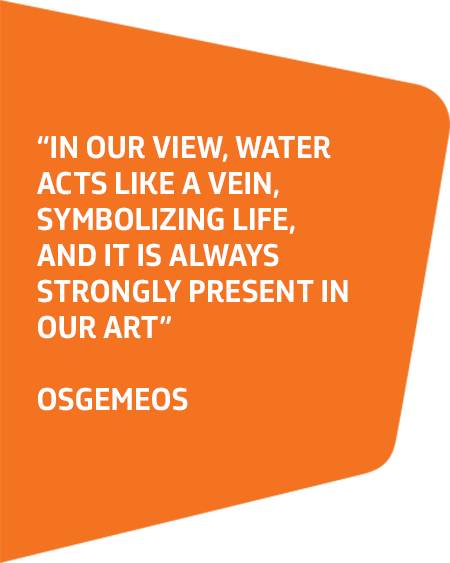 “IN OUR VIEW, WATER
ACTS LIKE A VEIN,
SYMBOLIZING LIFE,
AND IT IS ALWAYS
STRONGLY PRESENT IN
OUR ART”
OSGEMEOS